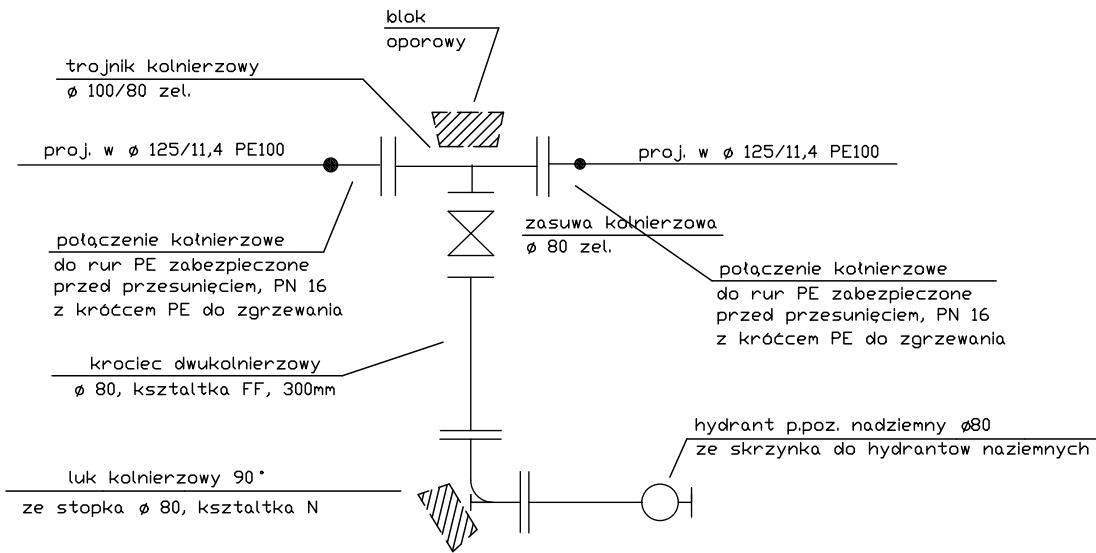 blok
oporowy
trojnik kolnierzowy
ø 100/80 zel.
proj. w ø 125/11,4 PE100
proj. w ø 125/11,4 PE100
zasuwa kolnierzowa
ø 80 zel.
połączenie kołnierzowe
do rur PE zabezpieczone
przed przesunięciem, PN 16
z króćcem PE do zgrzewania
połączenie kołnierzowe
do rur PE zabezpieczone
przed przesunięciem, PN 16
z króćcem PE do zgrzewania
krociec dwukolnierzowy
ø 80, ksztaltka FF, 300mm
hydrant p.poz. nadziemny ø80
ze skrzynka do hydrantow naziemnych
luk kolnierzowy 90°
ze stopka ø 80, ksztaltka N